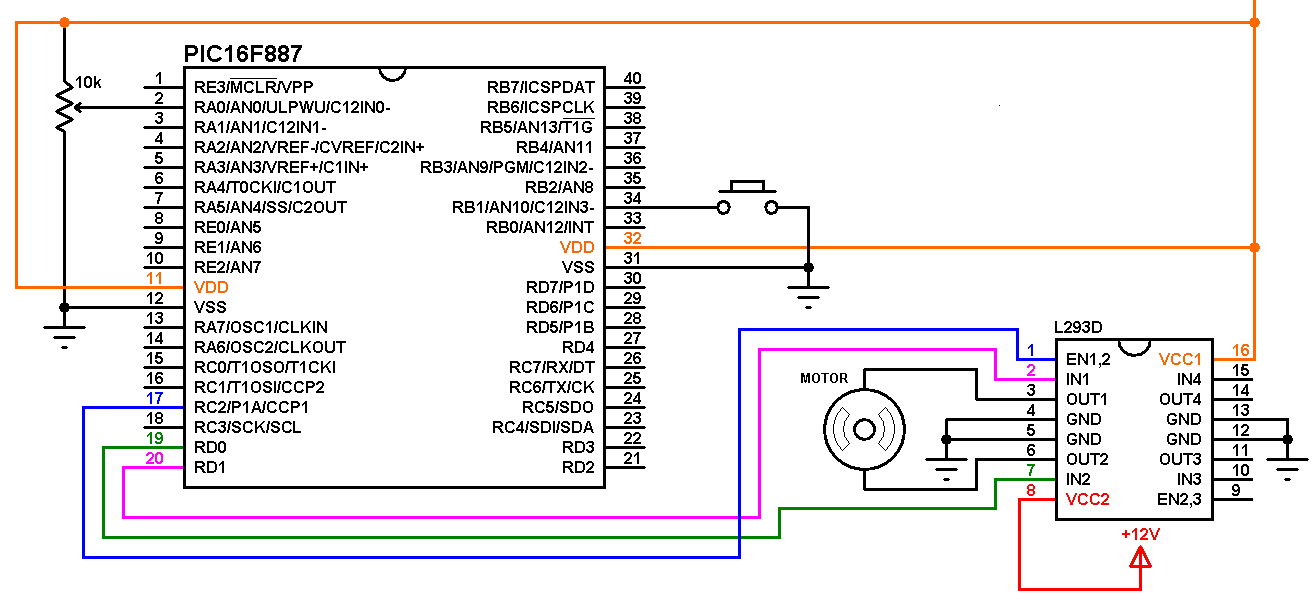 PIC16F887
10k
1 RE3/MCLR/VPP RB7/ICSPDAT 40
2 RA0/AN0/ULPWU/C12IN0- RB6/ICSPCLK 39
3 RA1/AN1/C12IN1- RB5/AN13/T1G 38
4 RA2/AN2/VREF-/CVREF/C2IN+ RB4/AN11 37
5 RA3/AN3/VREF+/C1IN+ RB3/AN9/PGM/C12IN2- 36
6 RA4/T0CKI/C1OUT RB2/AN8 35
7 RA5/AN4/SS/C2OUT RB1/AN10/C12IN3- 34
8 RE0/AN5 RB0/AN12/INT 33
9 RE1/AN6 VDD 32
10 RE2/AN7 VSS 31
11 VDD RD7/P1D 30
12 VSS RD6/P1C 29
13 RA7/OSC1/CLKIN RD5/P1B 28
14 RA6/OSC2/CLKOUT RD4 27
15 RC0/T1OSO/T1CKI RC7/RX/DT 26
16 RC1/T1OSI/CCP2 RC6/TX/CK 25
17 RC2/P1A/CCP1 RC5/SDO 24
18 RC3/SCK/SCL RC4/SDI/SDA 23
19 RD0 RD3 22
20 RD1 RD2 21
MOTOR
L293D
1 EN1,2 VCC1 16
2 IN1 IN4 15
3 OUT1 OUT4 14
4 GND GND 13
5 GND GND 12
6 OUT2 OUT3 11
7 IN2 IN3 10
8 VCC2 EN2,3 9
+12V